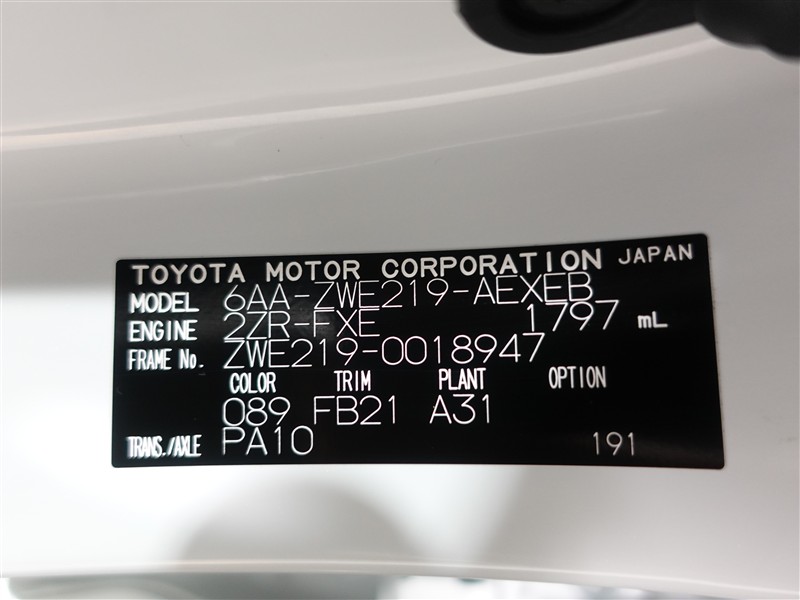 TOYOTA MOTOR CORPORATION JAPAN
MODEL 6AA-ZWE219-AEXEB
ENGINE 2ZR-FXE 1797 mL
FRAME No. ZWE219-0018947
COLOR TRIM PLANT OPTION
089 FB21 A31
TRANS./AXLE PA10 191